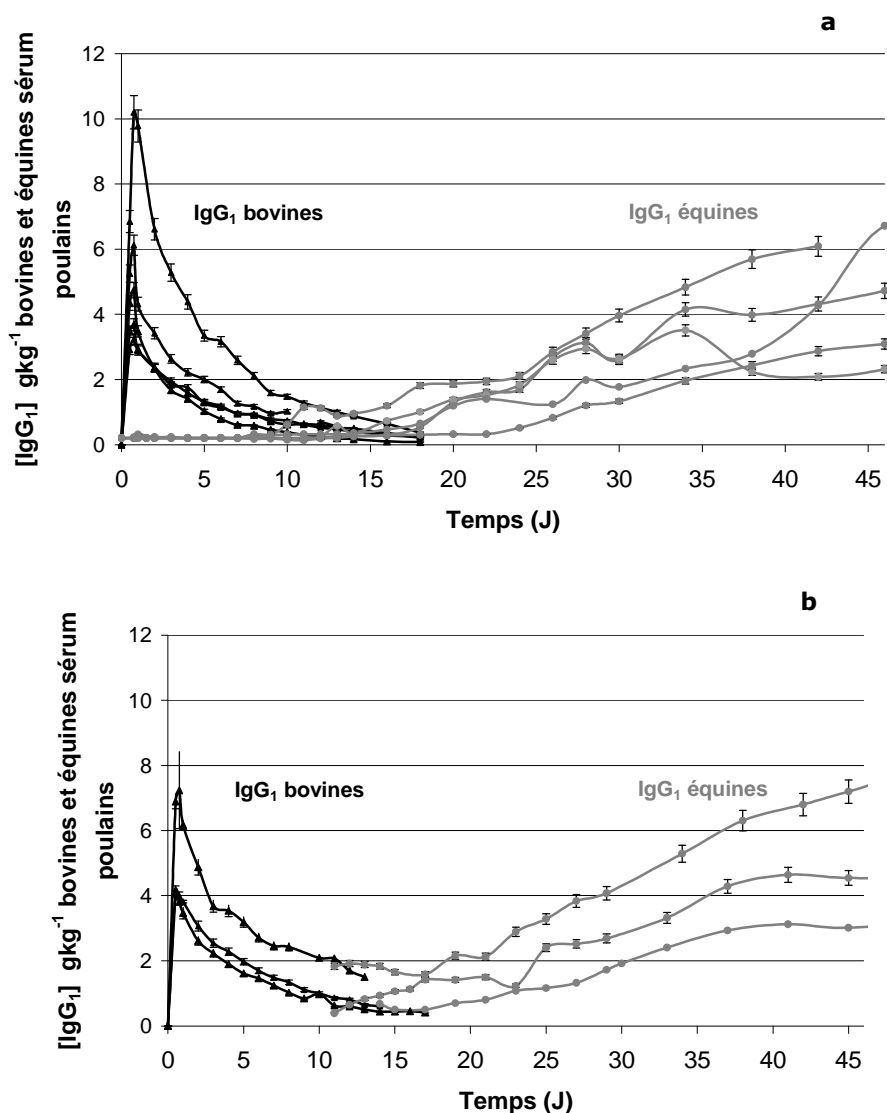 a
[IgG₁] gkg⁻¹ bovines et équines sérum
poulains
12
10
8
6
4
2
0
IgG₁ bovines
IgG₁ équines
0 5 10 15 20 25 30 35 40 45
Temps (J)
b
[IgG₁] gkg⁻¹ bovines et équines sérum
poulains
12
10
8
6
4
2
0
IgG₁ bovines
IgG₁ équines
0 5 10 15 20 25 30 35 40 45
Temps (J)